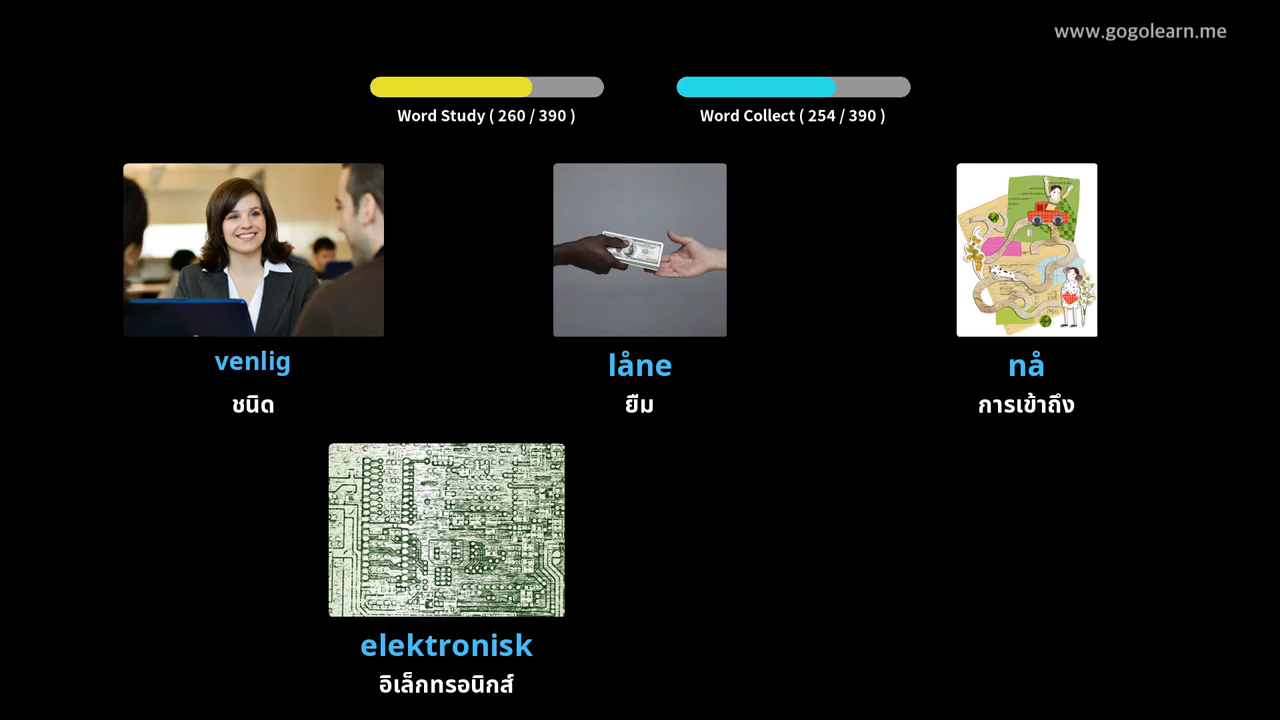 www.gogolearn.me
Word Study ( 260 / 390 )
Word Collect ( 254 / 390 )
venlig
ชนิด
låne
ยืม
nå
การเข้าถึง
elektronisk
อิเล็กทรอนิกส์